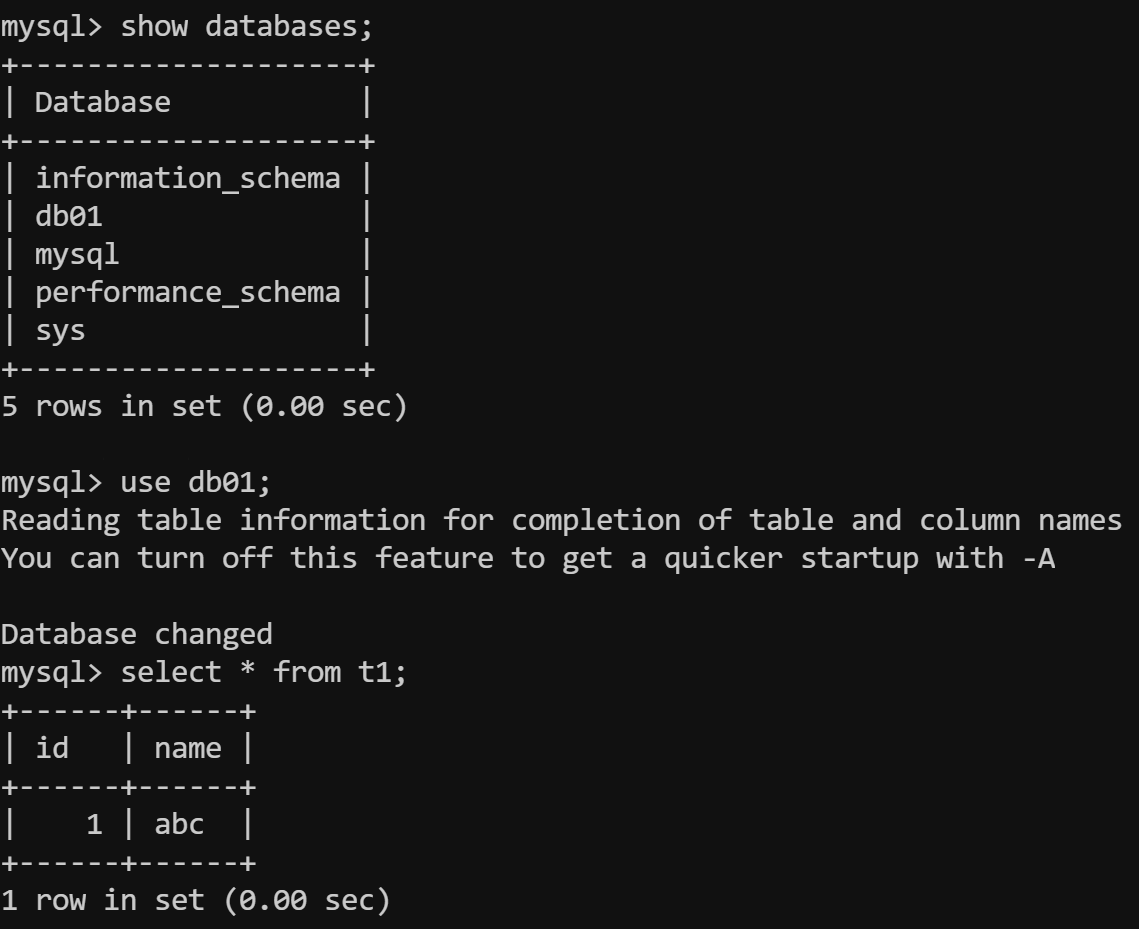 mysql> show databases;
+--------------------+
| Database           |
+--------------------+
| information_schema |
| db01               |
| mysql              |
| performance_schema |
| sys                |
+--------------------+
5 rows in set (0.00 sec)

mysql> use db01;
Reading table information for completion of table and column names
You can turn off this feature to get a quicker startup with -A

Database changed
mysql> select * from t1;
+------+------+
| id   | name |
+------+------+
|    1 | abc  |
+------+------+
1 row in set (0.00 sec)